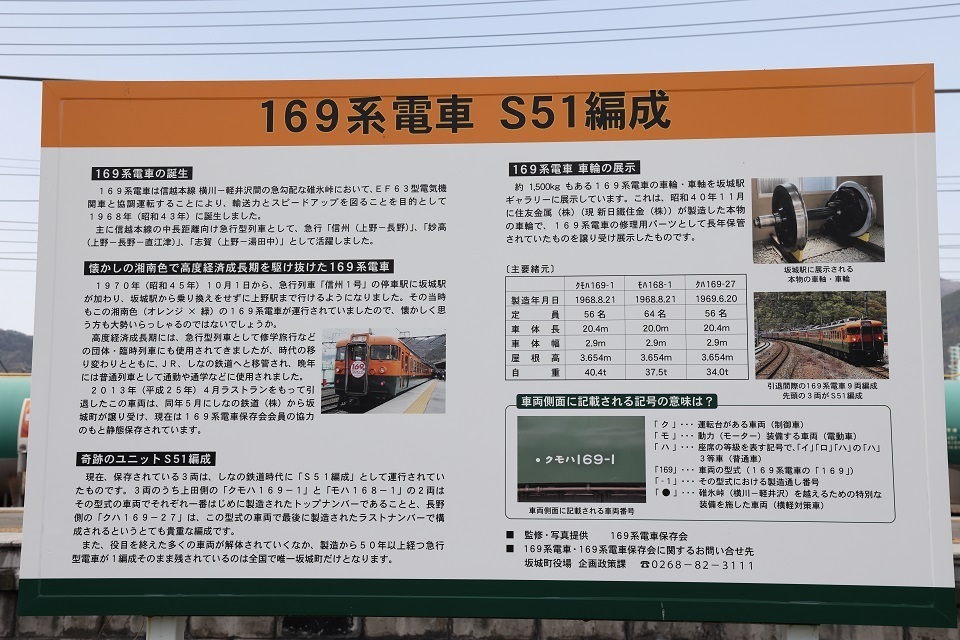 169系電車 S51編成
169系電車の誕生
169系電車は信越本線 横川－軽井沢間の急勾配な碓氷峠において、EF63型電気機
関車と協調運転することにより、輸送力とスピードアップを図ることを目的として
1968年（昭和43年）に誕生しました。
主に信越本線の中長距離向け急行型列車として、急行「信州（上野－長野）」、「妙高
（上野－長野－直江津）」、「志賀（上野－湯田中）」として活躍しました。
懐かしの湘南色で高度経済成長期を駆け抜けた169系電車
1970年（昭和45年）10月1日から、急行列車「信州1号」の停車駅に坂城駅
が加わり、坂城駅から乗り換えをせずに上野駅まで行けるようになりました。その当時
もこの湘南色（オレンジ × 緑）の169系電車が運行されていましたので、懐かしく思
う方も大勢いらっしゃるのではないでしょうか。
高度経済成長期には、急行型列車として修学旅行など
の団体・臨時列車にも使用されてきましたが、時代の移
り変わりとともに、JR、しなの鉄道へと移管され、晩年
には普通列車として通勤や通学などに使用されました。
2013年（平成25年）4月ラストランをもって引
退したこの車両は、同年5月にしなの鉄道（株）から坂
城町が譲り受け、現在は169系電車保存会会員の協力
のもと静態保存されています。
奇跡のユニットS51編成
現在、保存されている3両は、しなの鉄道時代に「S51編成」として運行されてい
たものです。3両のうち上田側の「クモハ169－1」と「モハ168－1」の2両は
その型式の車両でそれぞれ一番はじめに製造されたトップナンバーであることと、長野
側の「クハ169－27」は、この型式の車両で最後に製造されたラストナンバーで構
成されるというとても貴重な編成です。
また、役目を終えた多くの車両が解体されていくなか、製造から50年以上経つ急行
型電車が1編成そのまま残されているのは全国で唯一坂城町だけとなります。
169系電車 車輪の展示
約 1,500kg もある169系電車の車輪・車軸を坂城駅
ギャラリーに展示しています。これは、昭和40年11月
に住友金属（株）（現 新日鐵住金（株））が製造した本物
の車輪で、169系電車の修理用パーツとして長年保管
されていたものを譲り受け展示したものです。
坂城駅に展示される
本物の車軸・車輪
〔主要緒元〕
ｸﾓﾊ169-1 ﾓﾊ168-1 ｸﾊ169-27
製造年月日 1968.8.21 1968.8.21 1969.6.20
定員 56名 64名 56名
車体長 20.4m 20.0m 20.4m
車体幅 2.9m 2.9m 2.9m
屋根高 3,654m 3,654m 3,654m
自重 40.4t 37.5t 34.0t
引退間際の169系電車9両編成
先頭の3両がS51編成
車両側面に記載される記号の意味は？
クモハ169-1
車両側面に記載される車両番号
「ク」･･･ 運転台がある車両（制御車）
「モ」･･･ 動力（モーター）装備する車両（電動車）
「ハ」･･･ 座席の等級を表す記号で、「イ」「ロ」「ハ」の「ハ」
3等車（普通車）
「169」･･･ 車両の型式（169系電車の「169」）
「-1」･･･ その型式における製造通し番号
「●」･･･ 碓氷峠（横川－軽井沢）を越えるための特別な
装備を施した車両（横軽対策車）
■ 監修・写真提供 169系電車保存会
■ 169系電車・169系電車保存会に関するお問い合せ先
坂城町役場 企画政策課 ☎0268－82－3111